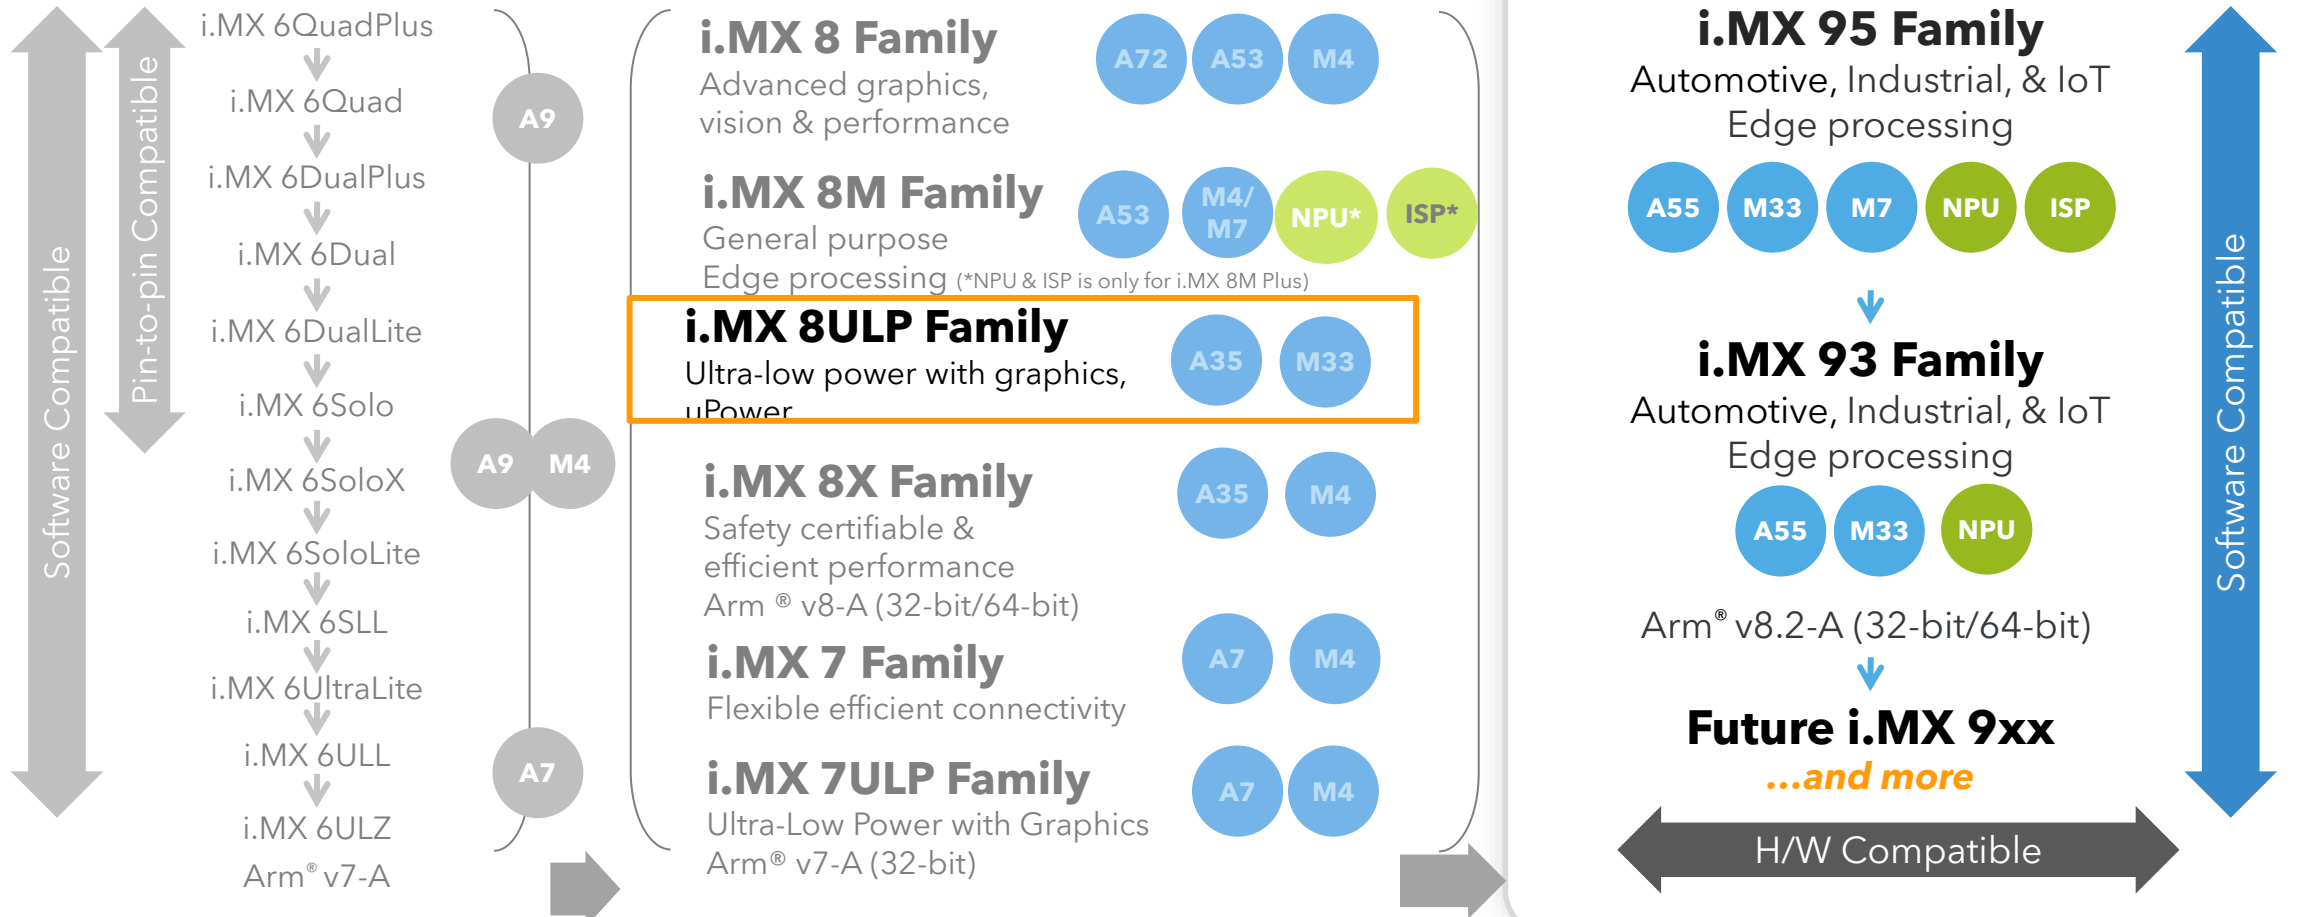 Software Compatible
Pin-to-pin Compatible
i.MX 6QuadPlus
i.MX 6Quad
i.MX 6DualPlus
i.MX 6Dual
i.MX 6DualLite
i.MX 6Solo
i.MX 6SoloX
i.MX 6SoloLite
i.MX 6SLL
i.MX 6UltraLite
i.MX 6ULL
i.MX 6ULZ
Arm® v7-A
A9
A9 M4
A7
i.MX 8 Family
Advanced graphics,
vision & performance
A72 A53 M4
i.MX 8M Family
General purpose
Edge processing (*NPU & ISP is only for i.MX 8M Plus)
A53 M4/ NPU* ISP*
M7
i.MX 8ULP Family
Ultra-low power with graphics,
uPower
A35 M33
i.MX 8X Family
Safety certifiable &
efficient performance
Arm ® v8-A (32-bit/64-bit)
A35 M4
i.MX 7 Family
Flexible efficient connectivity
A7 M4
i.MX 7ULP Family
Ultra-Low Power with Graphics
Arm® v7-A (32-bit)
A7 M4
i.MX 95 Family
Automotive, Industrial, & IoT
Edge processing
A55 M33 M7 NPU ISP
i.MX 93 Family
Automotive, Industrial, & IoT
Edge processing
A55 M33 NPU
Arm® v8.2-A (32-bit/64-bit)
Future i.MX 9xx
...and more
H/W Compatible
Software Compatible